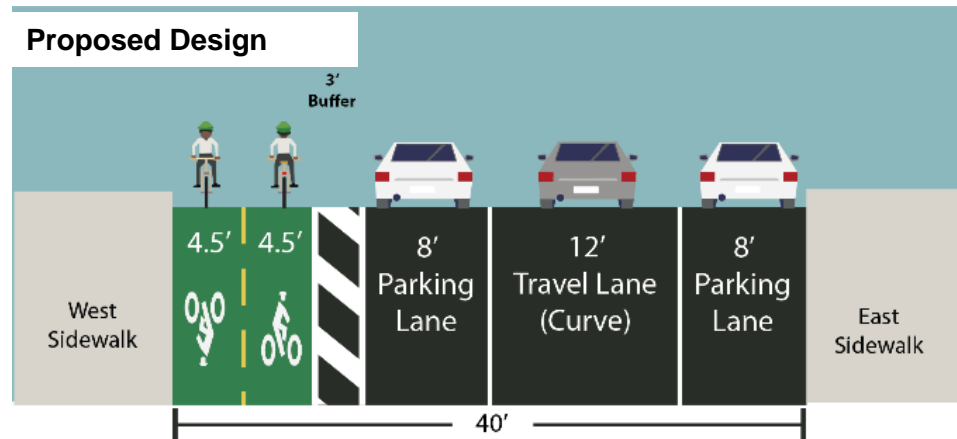 Proposed Design
3′
Buffer
4.5′
4.5′
8′
Parking
Lane
12′
Travel Lane
(Curve)
8′
Parking
Lane
West
Sidewalk
East
Sidewalk
40′